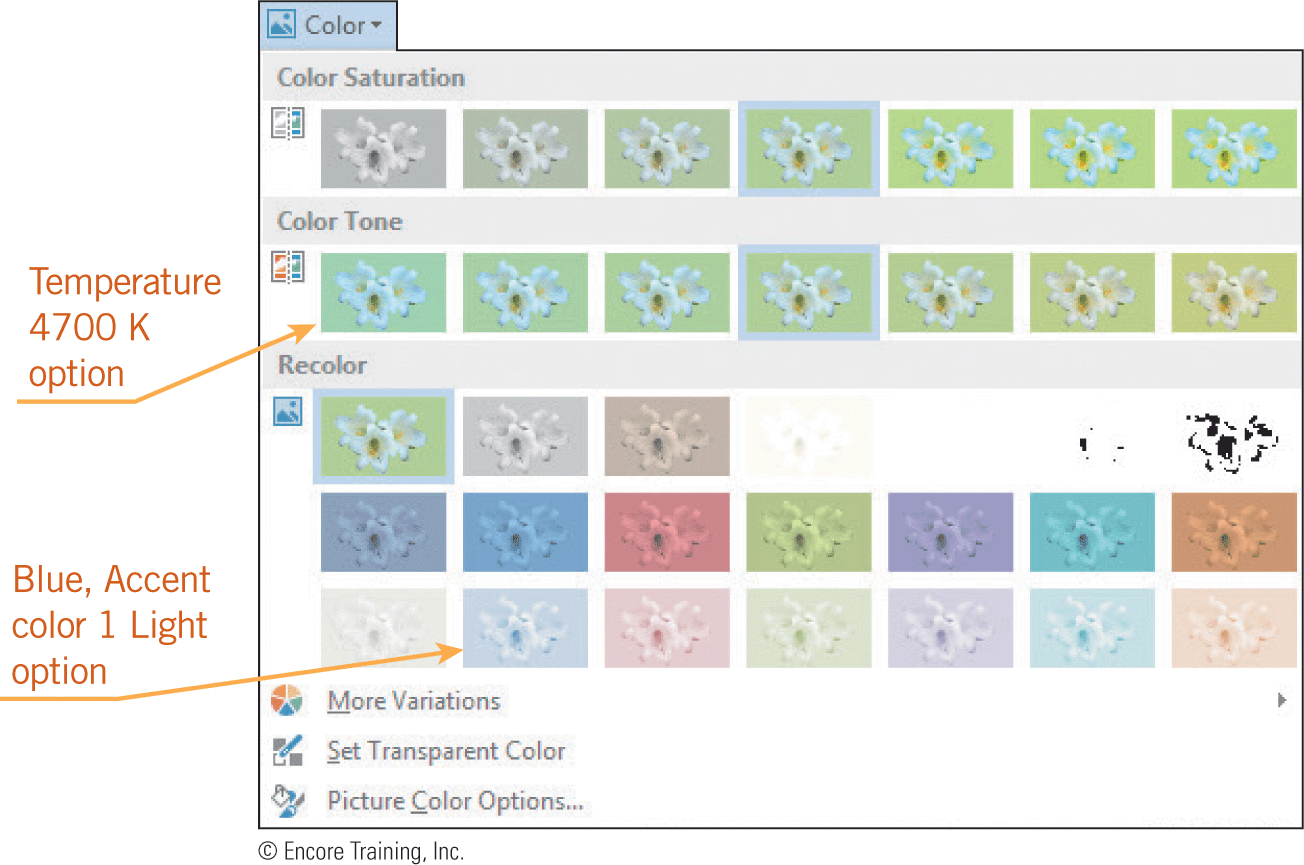 Color
Color Saturation
Color Tone
Temperature
4700 K
option
Recolor
Blue, Accent
color 1 Light
option
More Variations
Set Transparent Color
Picture Color Options...
© Encore Training, Inc.